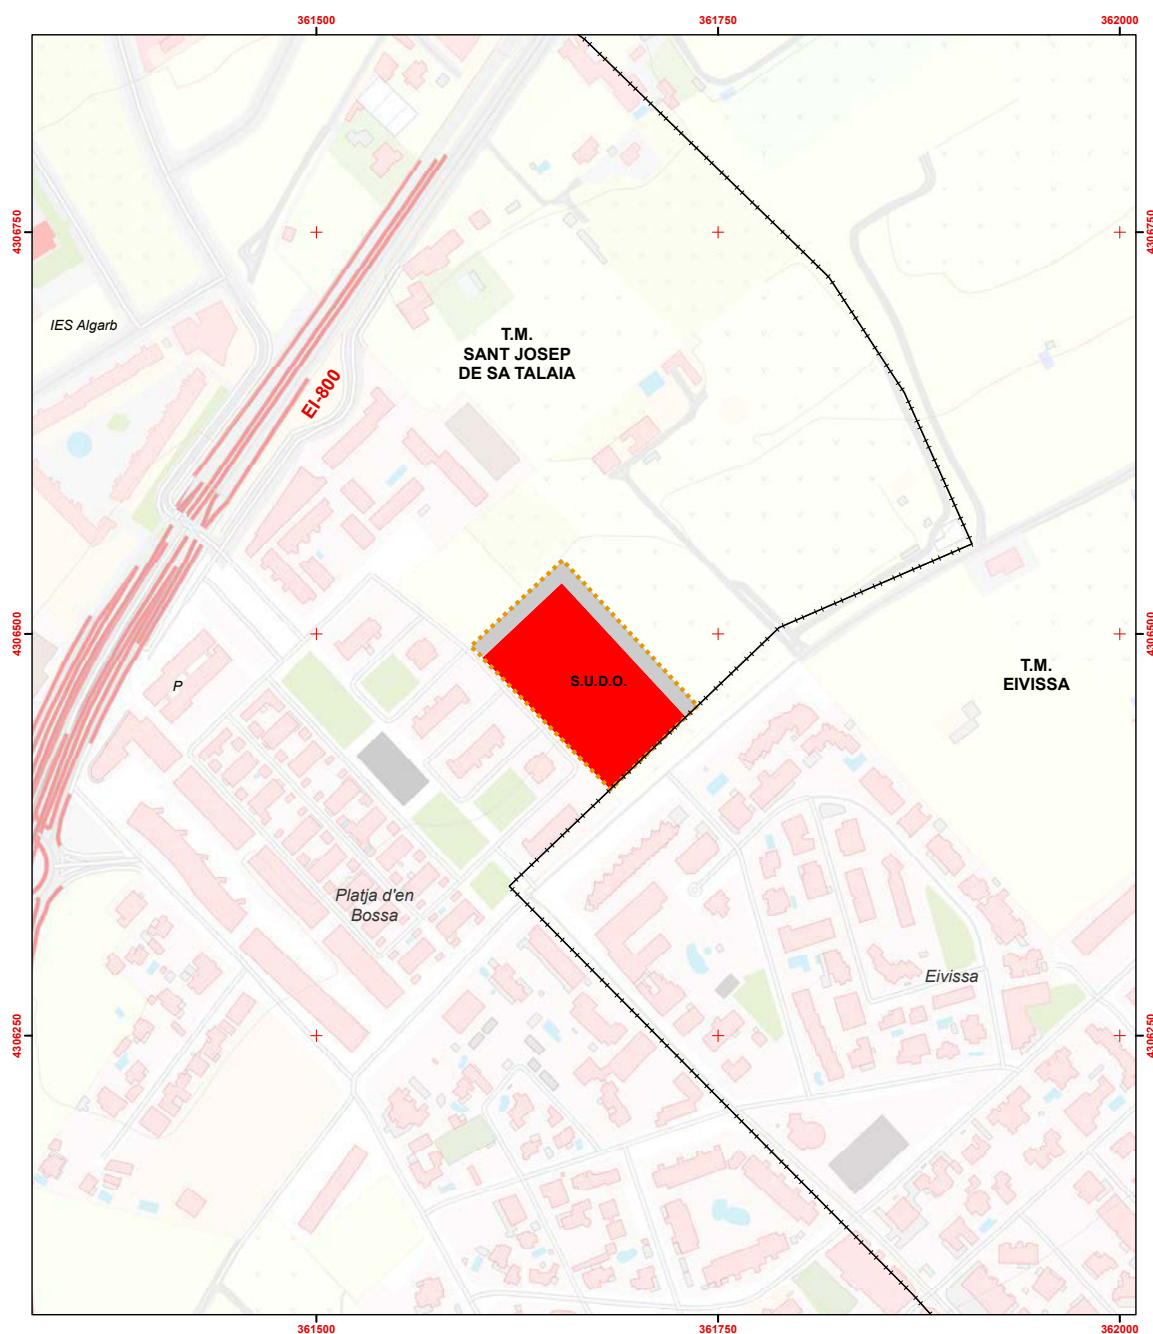 361500
361750
362000
4306750
4306750
IES Algarb
T.M.
SANT JOSEP
DE SA TALAIA
EI-800
4306500
4306500
S.U.D.O.
T.M.
EIVISSA
P
Platja d'en
Bossa
Eivissa
4306250
4306250
361500
361750
362000